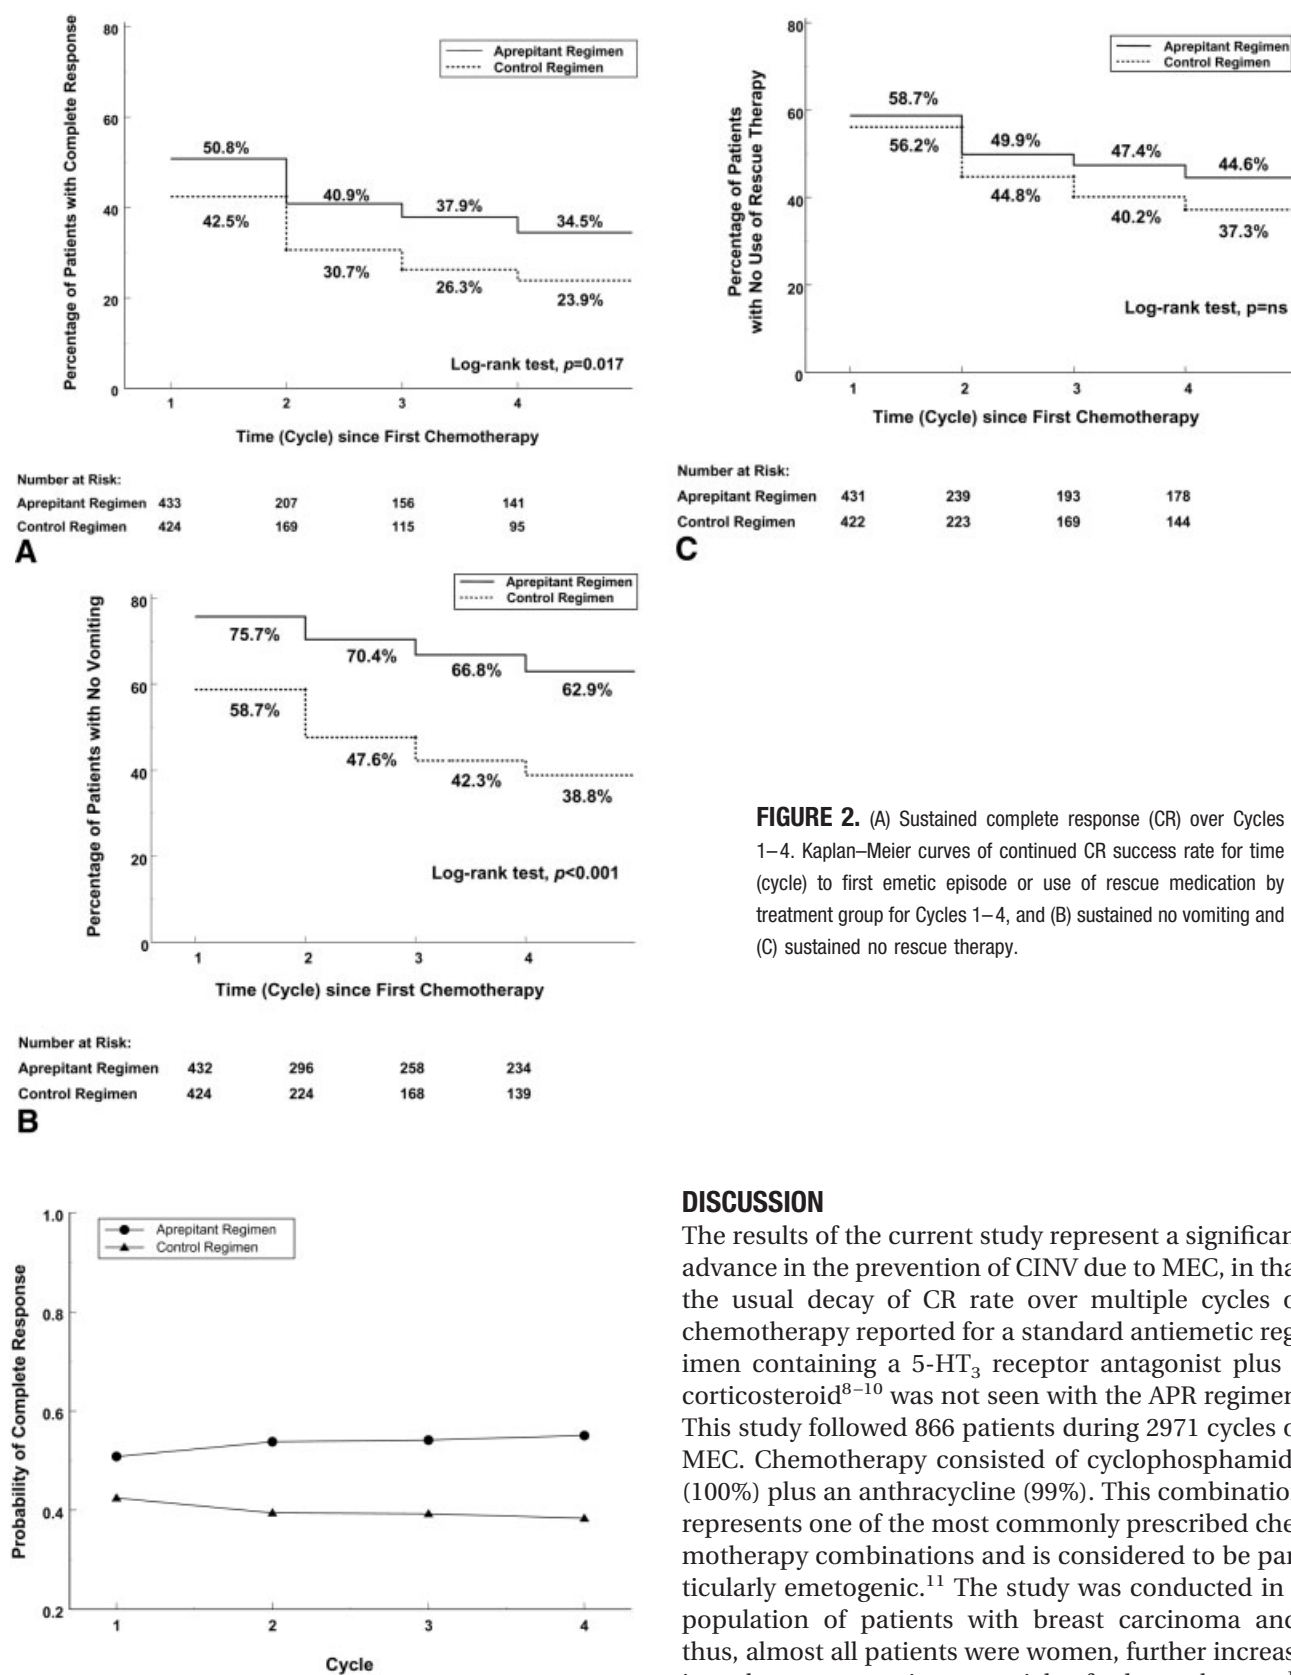 80
60
40
20
0
Percentage of Patients with Complete Response
Aprepitant Regimen
Control Regimen
50.8%
40.9%
37.9%
34.5%
42.5%
30.7%
26.3%
23.9%
Log-rank test, p=0.017
1 2 3 4
Time (Cycle) since First Chemotherapy
Number at Risk:
Aprepitant Regimen 433 207 156 141
Control Regimen 424 169 115 95
A
80
60
40
20
0
Percentage of Patients with No Vomiting
Aprepitant Regimen
Control Regimen
75.7%
70.4%
66.8%
62.9%
58.7%
47.6%
42.3%
38.8%
Log-rank test, p<0.001
1 2 3 4
Time (Cycle) since First Chemotherapy
Number at Risk:
Aprepitant Regimen 432 296 258 234
Control Regimen 424 224 168 139
B
80
60
40
20
0
Percentage of Patients
with No Use of Rescue Therapy
Aprepitant Regimen
Control Regimen
58.7%
49.9%
47.4%
44.6%
56.2%
44.8%
40.2%
37.3%
Log-rank test, p=ns
1 2 3 4
Time (Cycle) since First Chemotherapy
Number at Risk:
Aprepitant Regimen 431 239 193 178
Control Regimen 422 223 169 144
C
FIGURE 2. (A) Sustained complete response (CR) over Cycles
1–4. Kaplan–Meier curves of continued CR success rate for time
(cycle) to first emetic episode or use of rescue medication by
treatment group for Cycles 1–4, and (B) sustained no vomiting and
(C) sustained no rescue therapy.
1.0
0.8
0.6
0.4
0.2
Probability of Complete Response
Aprepitant Regimen
Control Regimen
1 2 3 4
Cycle
DISCUSSION
The results of the current study represent a significan
advance in the prevention of CINV due to MEC, in tha
the usual decay of CR rate over multiple cycles o
chemotherapy reported for a standard antiemetic reg
imen containing a 5-HT3 receptor antagonist plus
corticosteroid8–10 was not seen with the APR regimen
This study followed 866 patients during 2971 cycles o
MEC. Chemotherapy consisted of cyclophosphamid
(100%) plus an anthracycline (99%). This combination
represents one of the most commonly prescribed che
motherapy combinations and is considered to be par
ticularly emetogenic.11 The study was conducted in
population of patients with breast carcinoma and
thus, almost all patients were women, further increas